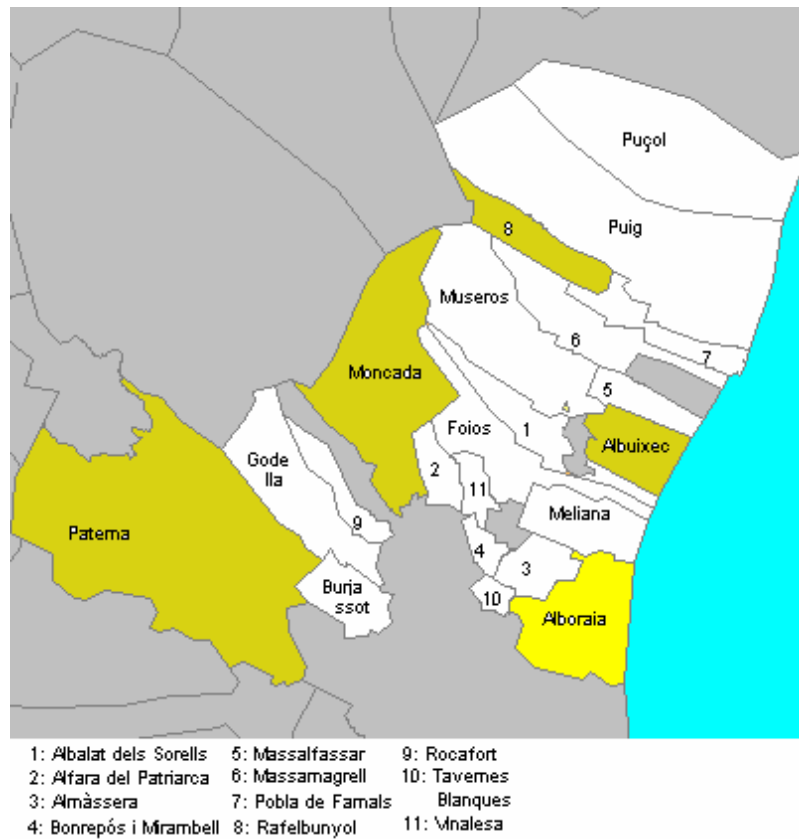 Puçol
Puig
8
Museros
6
7
Moncada
5
Foios
1
Albuixec
Gode
lla
2
11
Meliana
9
Paterna
4
3
Burja
ssot
10
Alboraia
1: Albalat dels Sorells
2: Alfara del Patriarca
3: Almàssera
4: Bonrepós i Mirambell
5: Massalfassar
6: Massamagrell
7: Pobla de Farnals
8: Rafelbunyol
9: Rocafort
10: Tavernes
Blanques
11: Vinalesa